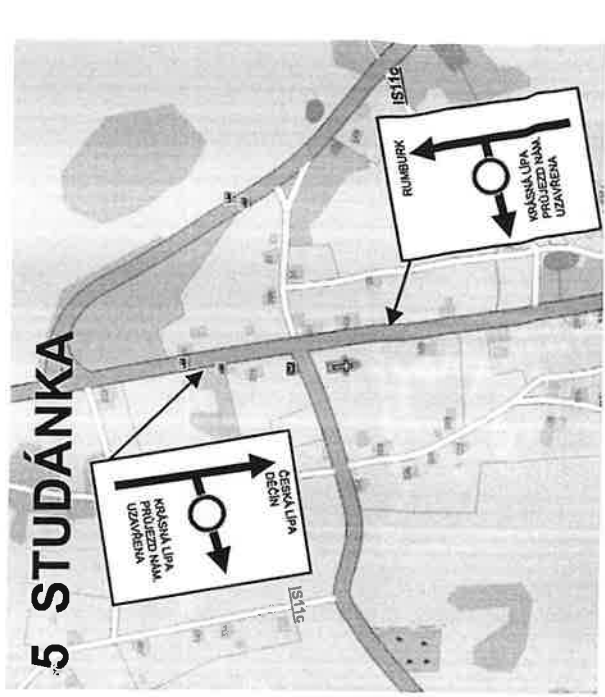 5 STUDÁNKA
KRÁSNÁ LÍPA
PRŮJEZD NÁM.
UZAVŘENA
ČESKÁ LÍPA
DĚČÍN
IS11c
RUMBURK
KRÁSNÁ LÍPA
PRŮJEZD NÁM.
UZAVŘENA
IS11c